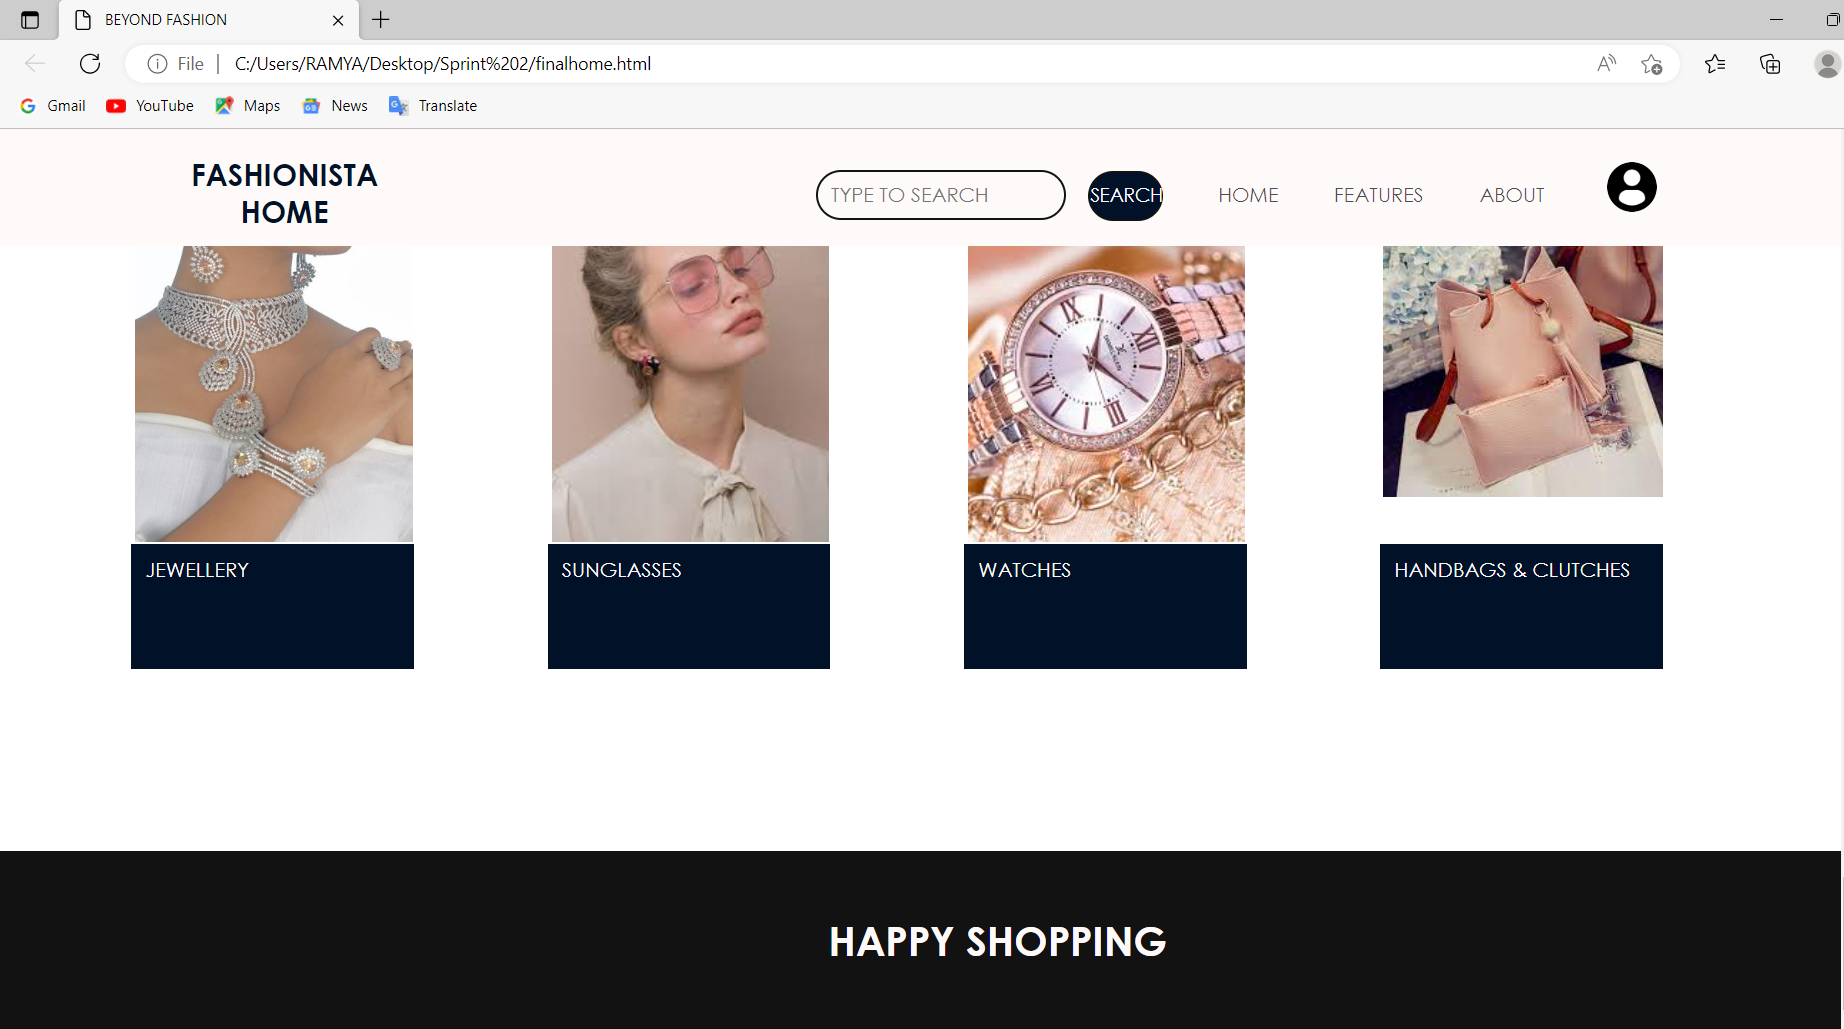 BEYOND FASHION
File | C:/Users/RAMYA/Desktop/Sprint%202/finalhome.html
Gmail YouTube Maps News Translate
FASHIONISTA
HOME
TYPE TO SEARCH SEARCH HOME FEATURES ABOUT
JEWELLERY SUNGLASSES WATCHES HANDBAGS & CLUTCHES
HAPPY SHOPPING